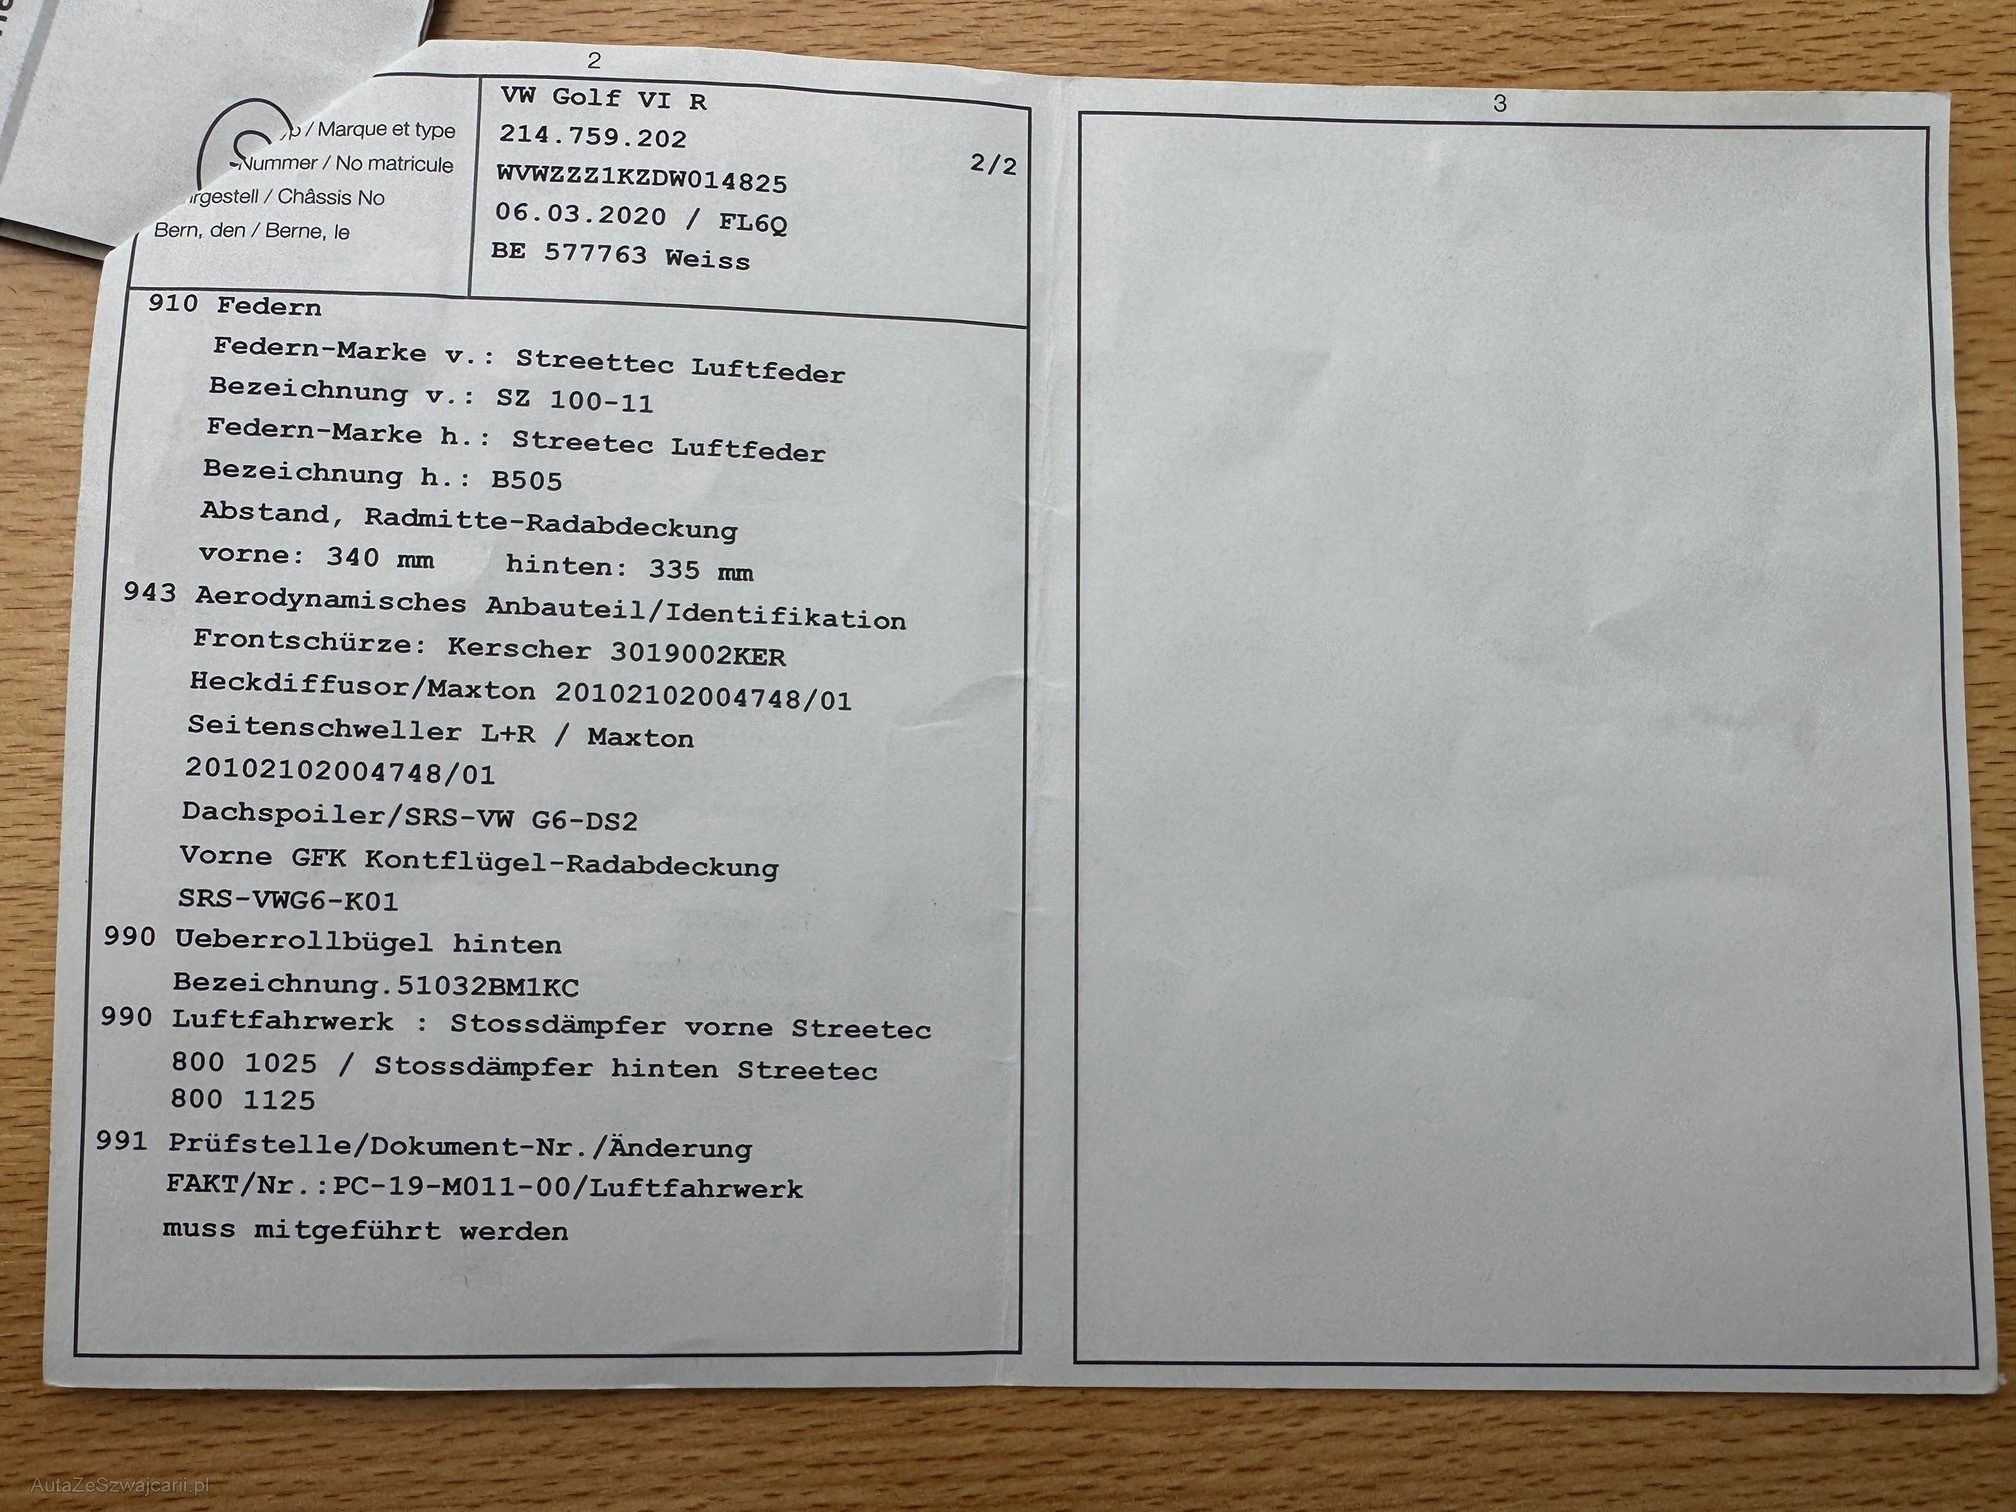 2
/ Marque et type
VW Golf VI R
-Nummer / No matricule
214.759.202
2/2
rgestell / Châssis No
WVWZZZ1KZDW014825
Bern, den / Berne, le
06.03.2020 / FL6Q
BE 577763 Weiss
910 Federn
Federn-Marke v.: Streettec Luftfeder
Bezeichnung v.: SZ 100-11
Federn-Marke h.: Streetec Luftfeder
Bezeichnung h.: B505
Abstand, Radmitte-Radabdeckung
vorne: 340 mm hinten: 335 mm
943 Aerodynamisches Anbauteil/Identifikation
Frontschürze: Kerscher 3019002KER
Heckdiffusor/Maxton 20102102004748/01
Seitenschweller L+R / Maxton
20102102004748/01
Dachspoiler/SRS-VW G6-DS2
Vorne GFK Kontflügel-Radabdeckung
SRS-VWG6-K01
990 Ueberrollbügel hinten
Bezeichnung.51032BM1KC
990 Luftfahrwerk : Stossdämpfer vorne Streetec
800 1025 / Stossdämpfer hinten Streetec
800 1125
991 Prüfstelle/Dokument-Nr./Änderung
FAKT/Nr.:PC-19-M011-00/Luftfahrwerk
muss mitgeführt werden
3
AutaZeSzwajcarii.pl